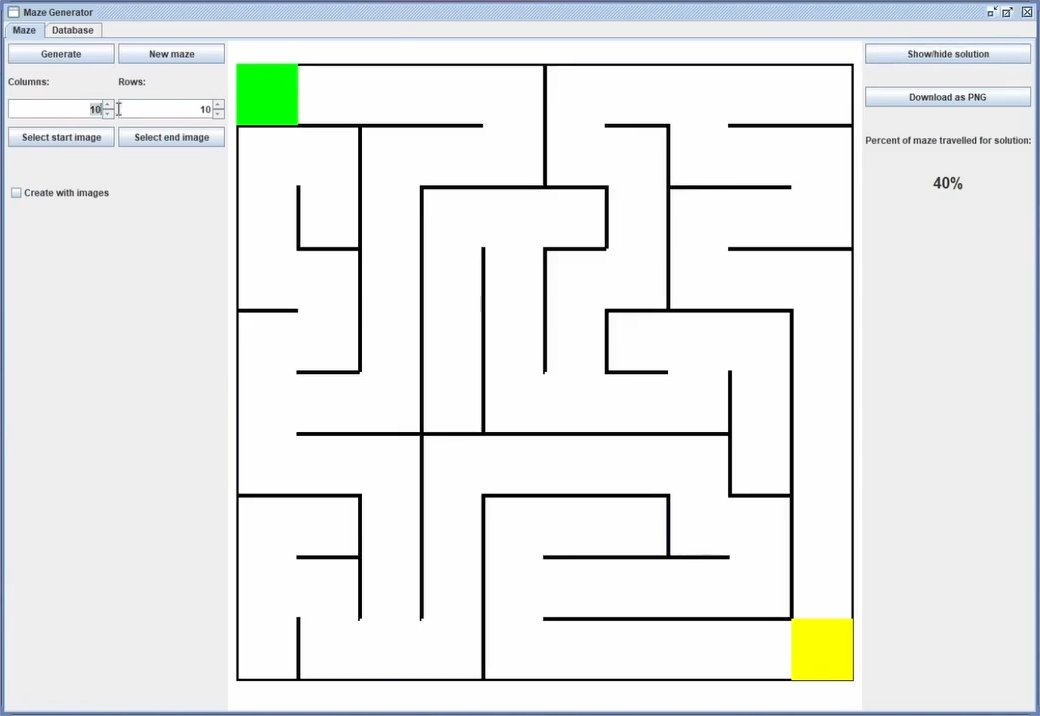 Maze Generator
Maze Database
Generate New maze
Columns: Rows:
10 10
Select start image Select end image
Create with images
Show/hide solution
Download as PNG
Percent of maze travelled for solution:
40%